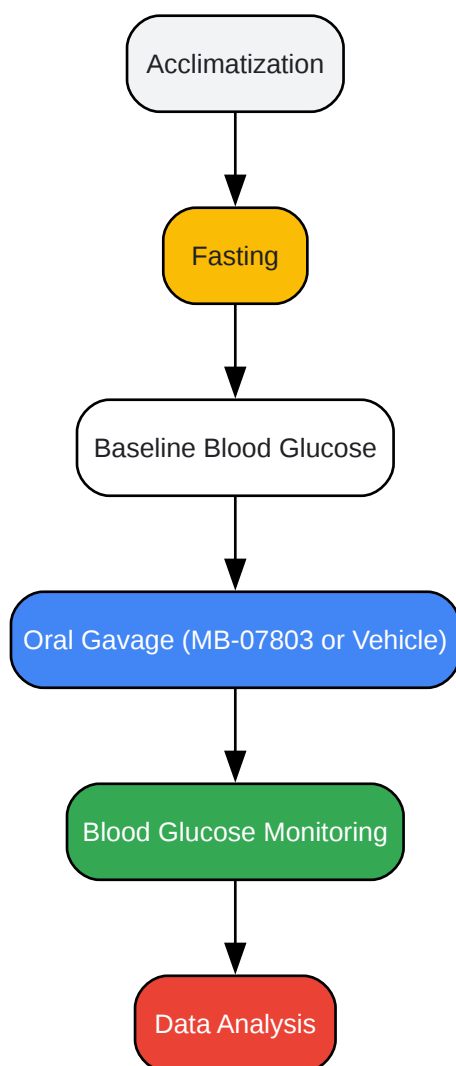 Acclimatization
Fasting
Baseline Blood Glucose
Oral Gavage (MB-07803 or Vehicle)
Blood Glucose Monitoring
Data Analysis